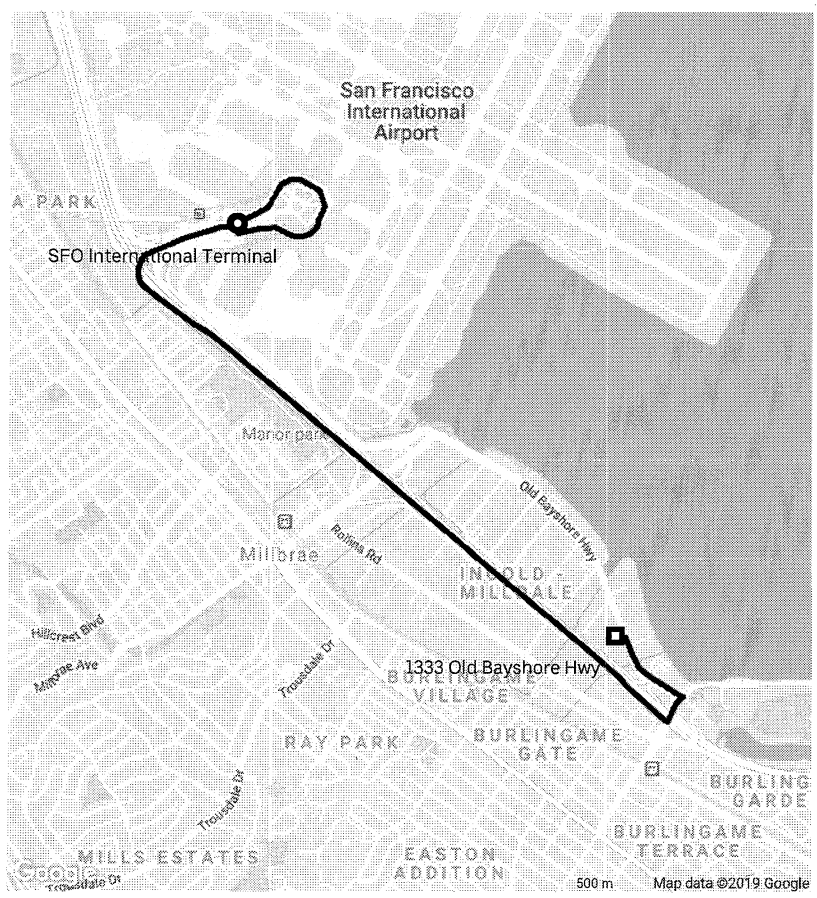 San Francisco
International
Airport
A PARK
SFO International Terminal
Manor park
Old Bayshore Hwy
Rollins Rd
Millbrae
INGOLD -
MILLDALE
Hillcrest Blvd
Millbrae Ave
Trousdale Dr
1333 Old Bayshore Hwy
BURLINGAME
VILLAGE
RAY PARK
BURLINGAME
GATE
Trousdale Dr
BURLING
GARDE
BURLINGAME
TERRACE
MILLS ESTATES
EASTON
ADDITION
Google
Trousdale Dr
500 m
Map data ©2019 Google